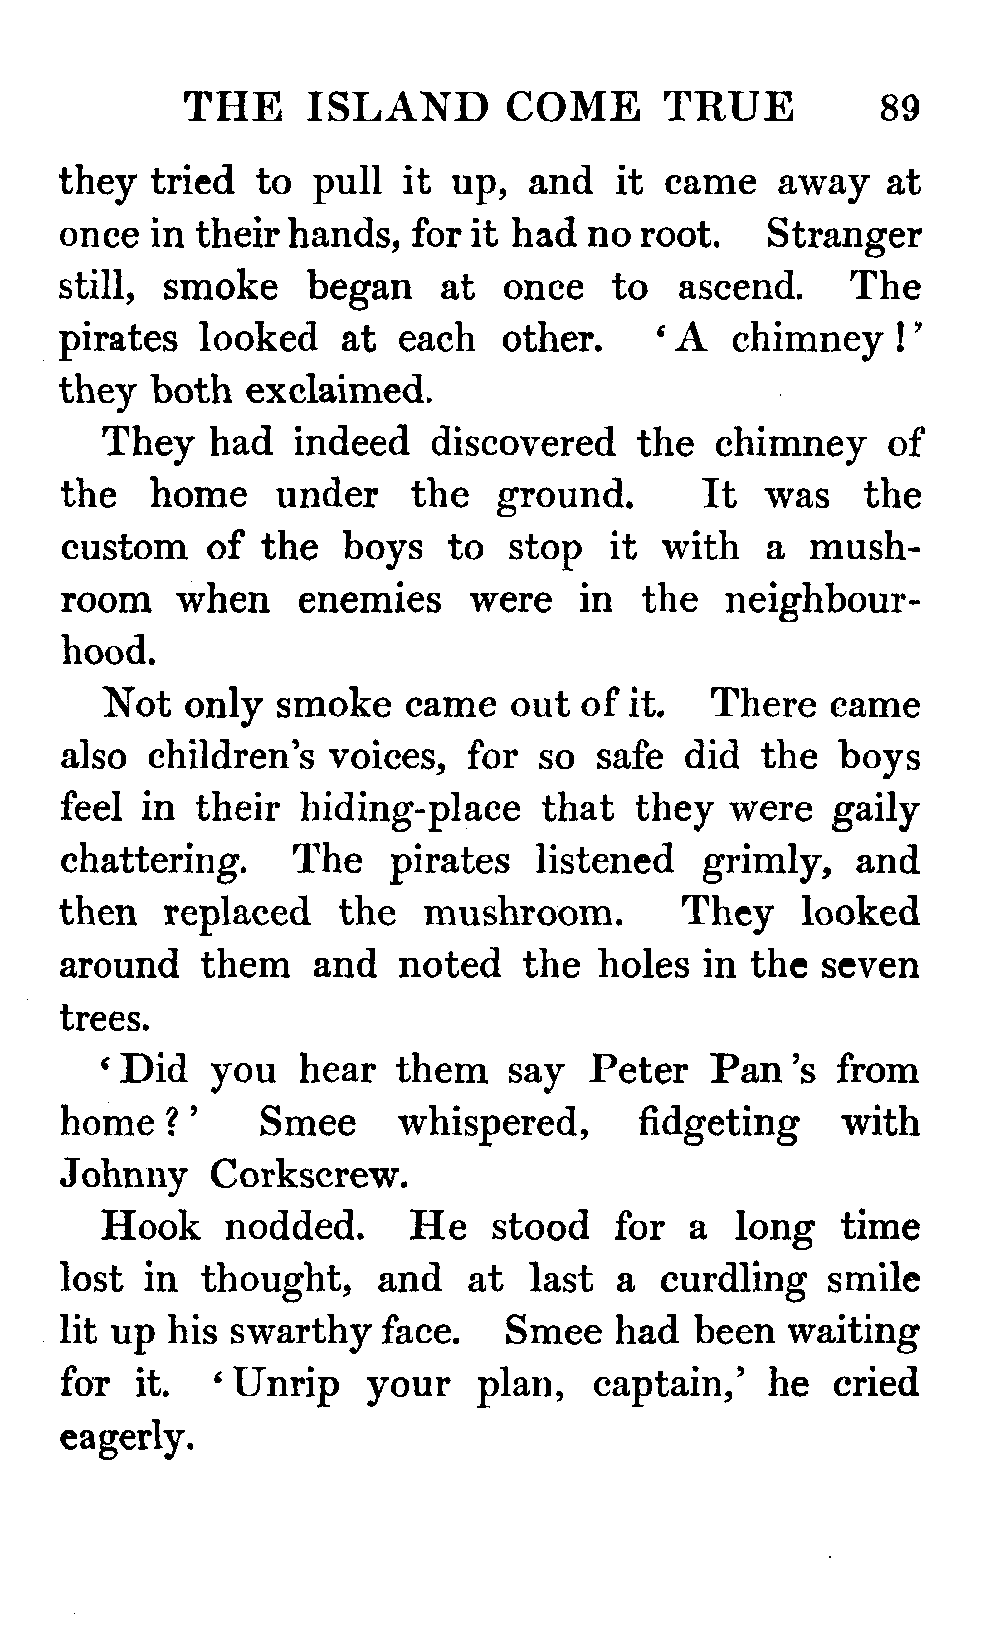 THE ISLAND COME TRUE 89
they tried to pull it up, and it came away at
once in their hands, for it had no root. Stranger
still, smoke began at once to ascend. The
pirates looked at each other. ‘A chimney!’
they both exclaimed.
They had indeed discovered the chimney of
the home under the ground. It was the
custom of the boys to stop it with a mush-
room when enemies were in the neighbour-
hood.
Not only smoke came out of it. There came
also children’s voices, for so safe did the boys
feel in their hiding-place that they were gaily
chattering. The pirates listened grimly, and
then replaced the mushroom. They looked
around them and noted the holes in the seven
trees.
‘Did you hear them say Peter Pan’s from
home?’ Smee whispered, fidgeting with
Johnny Corkscrew.
Hook nodded. He stood for a long time
lost in thought, and at last a curdling smile
lit up his swarthy face. Smee had been waiting
for it. ‘Unrip your plan, captain,’ he cried
eagerly.